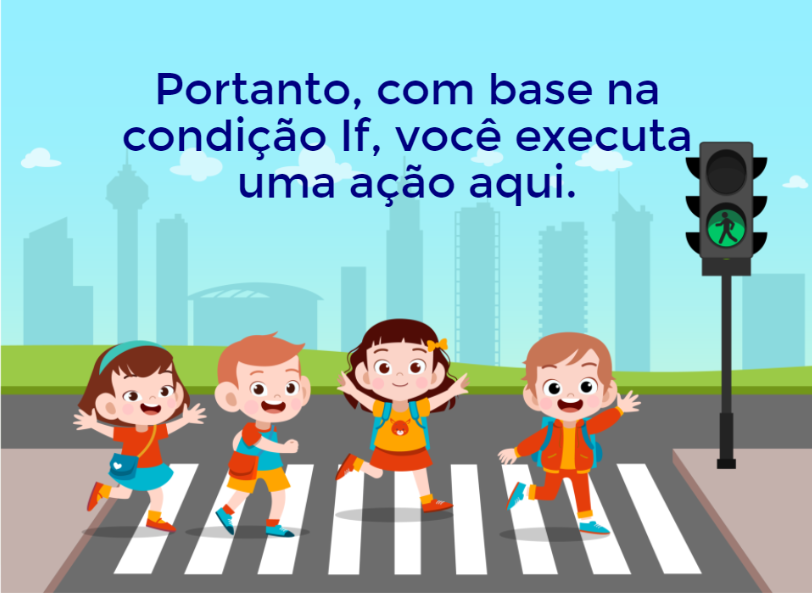 Portanto, com base na
condição If, você executa
uma ação aqui.